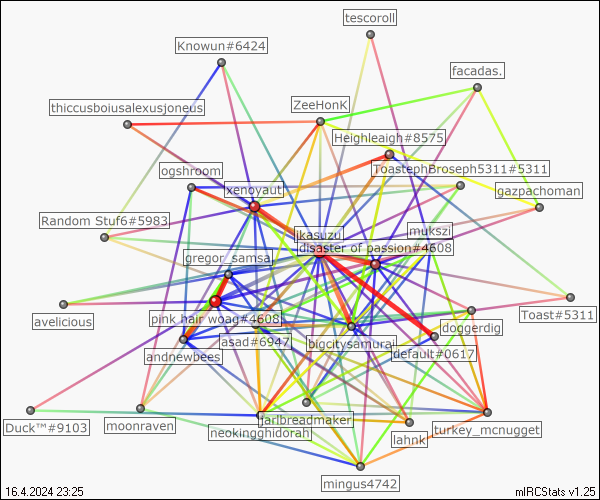 tescoroll
Knowun#6424
facadas.
thiccusboiusalexusjoneus
ZeeHonK
Heighleaigh#8575
ToastephBroseph5311#5311
ogshroom
xenoyaut
gazpachoman
Random Stuf6#5983
ikasuzu
mukszi
disaster of passion#4608
gregor_samsa
avelicious
pink hair woag#4608
Toast#5311
doggerdig
asad#6947
bigcitysamurai
andnewbees
default#0617
Duck™#9103
moonraven
jarlbreadmaker
neokingghidorah
lahnk
turkey_mcnugget
mingus4742
16.4.2024 23:25
mIRCStats v1.25